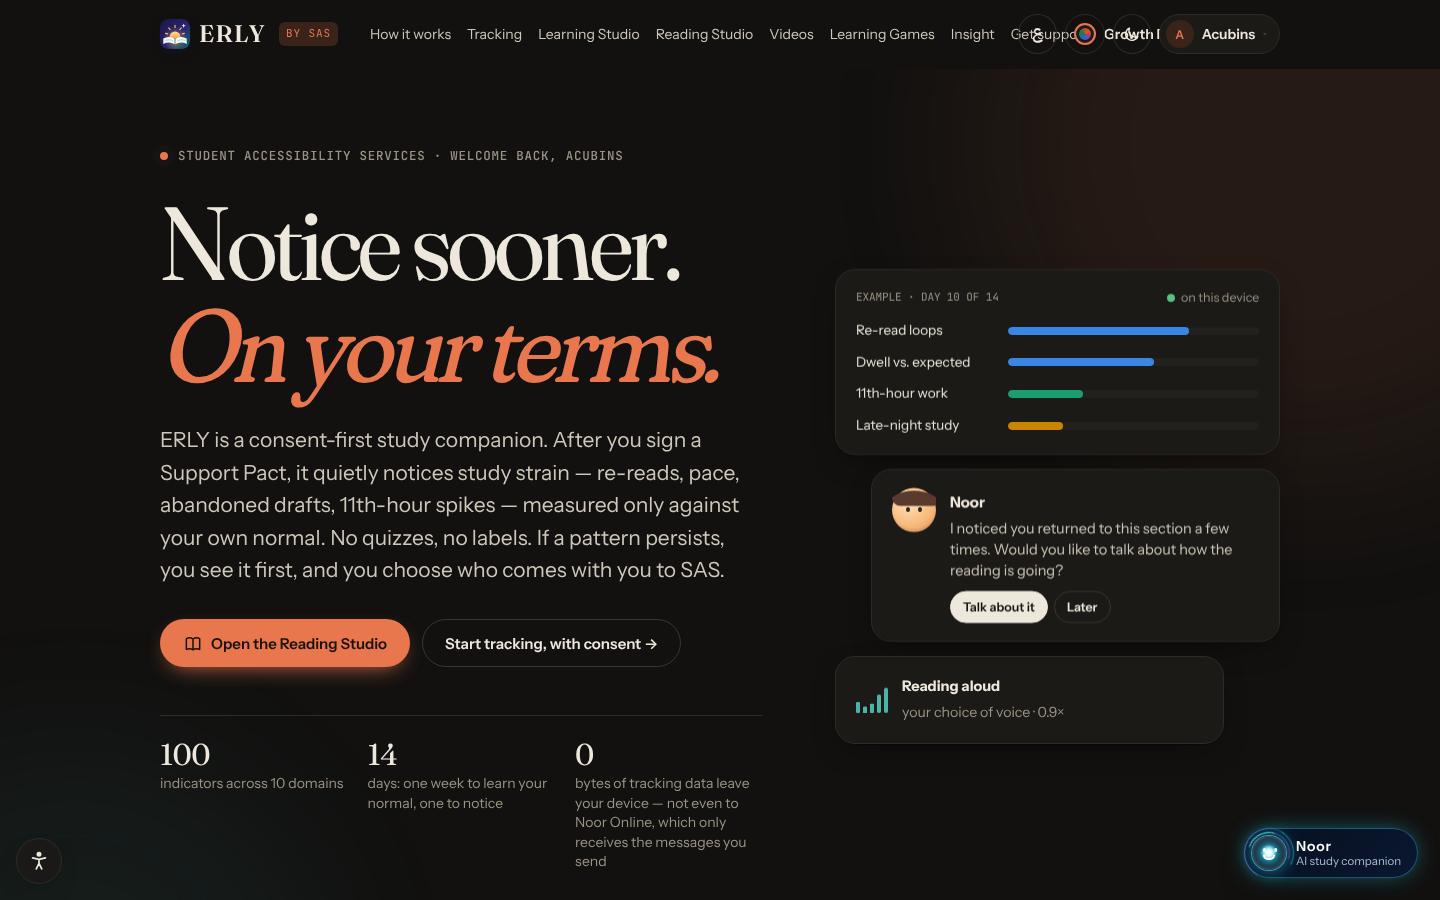 ERLY BY SAS How it works Tracking Learning Studio Reading Studio Videos Learning Games Insight Get suppo Growth A Acubins
STUDENT ACCESSIBILITY SERVICES · WELCOME BACK, ACUBINS
Notice sooner.
On your terms.
ERLY is a consent-first study companion. After you sign a
Support Pact, it quietly notices study strain — re-reads, pace,
abandoned drafts, 11th-hour spikes — measured only against
your own normal. No quizzes, no labels. If a pattern persists,
you see it first, and you choose who comes with you to SAS.
Open the Reading Studio
Start tracking, with consent →
100
indicators across 10 domains
14
days: one week to learn your
normal, one to notice
0
bytes of tracking data leave
your device — not even to
Noor Online, which only
receives the messages you
send
EXAMPLE · DAY 10 OF 14
on this device
Re-read loops
Dwell vs. expected
11th-hour work
Late-night study
Noor
I noticed you returned to this section a few
times. Would you like to talk about how the
reading is going?
Talk about it
Later
Reading aloud
your choice of voice · 0.9×
Noor
AI study companion